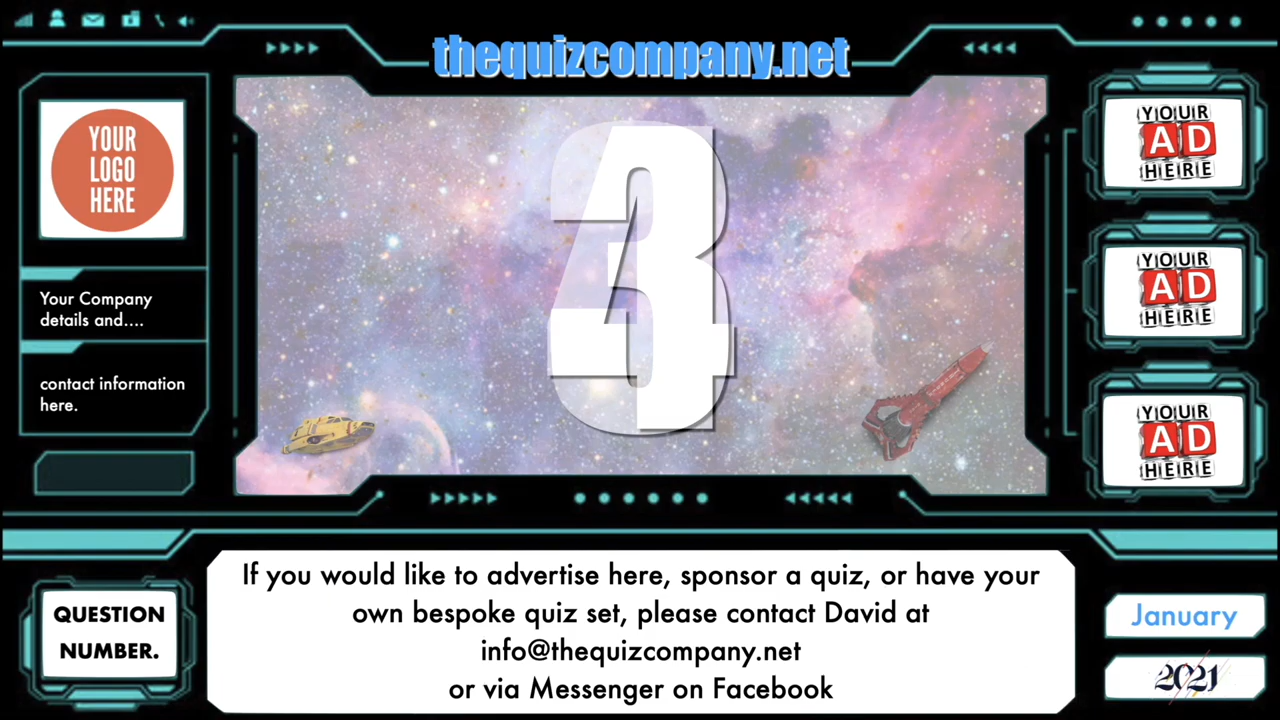 thequizcompany.net
YOUR
LOGO
HERE
Your Company
details and....
contact information
here.
YOUR
AD
HERE
YOUR
AD
HERE
YOUR
AD
HERE
QUESTION
NUMBER.
If you would like to advertise here, sponsor a quiz, or have your
own bespoke quiz set, please contact David at
info@thequizcompany.net
or via Messenger on Facebook
January
2021